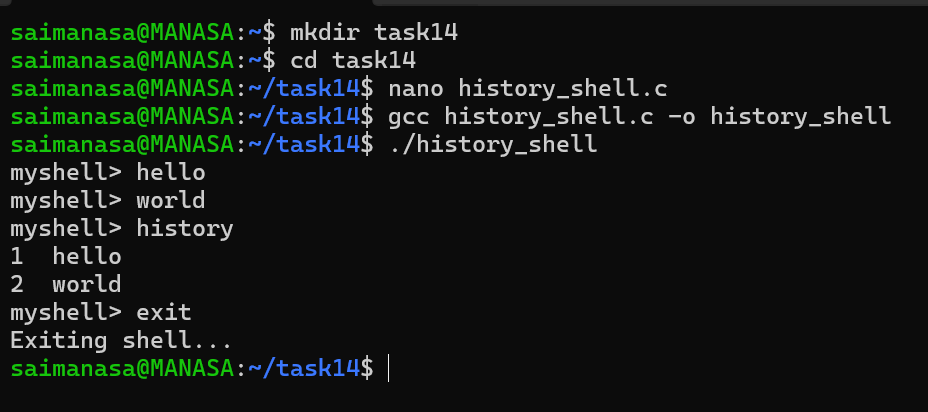 saimanasa@MANASA:~$ mkdir task14
saimanasa@MANASA:~$ cd task14
saimanasa@MANASA:~/task14$ nano history_shell.c
saimanasa@MANASA:~/task14$ gcc history_shell.c -o history_shell
saimanasa@MANASA:~/task14$ ./history_shell
myshell> hello
myshell> world
myshell> history
1  hello
2  world
myshell> exit
Exiting shell...
saimanasa@MANASA:~/task14$